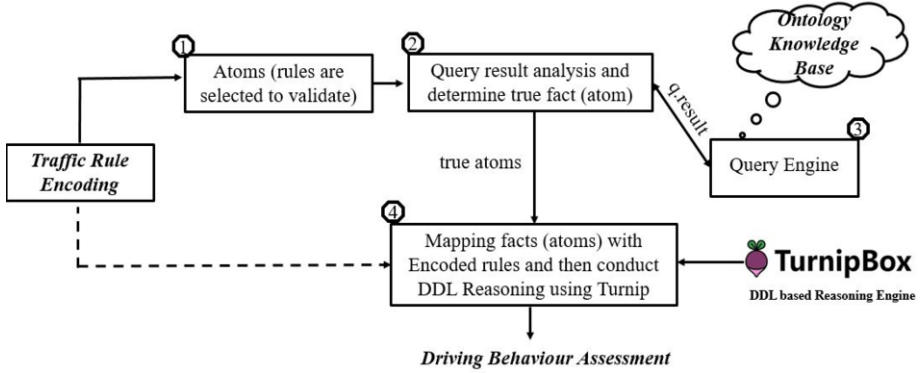 Ontology
Knowledge
Base
1
Atoms (rules are
selected to validate)
2
Query result analysis and
determine true fact (atom)
q.result
3
Query Engine
Traffic Rule
Encoding
true atoms
4
Mapping facts (atoms) with
Encoded rules and then conduct
DDL Reasoning using Turnip
TurnipBox
DDL based Reasoning Engine
Driving Behaviour Assessment